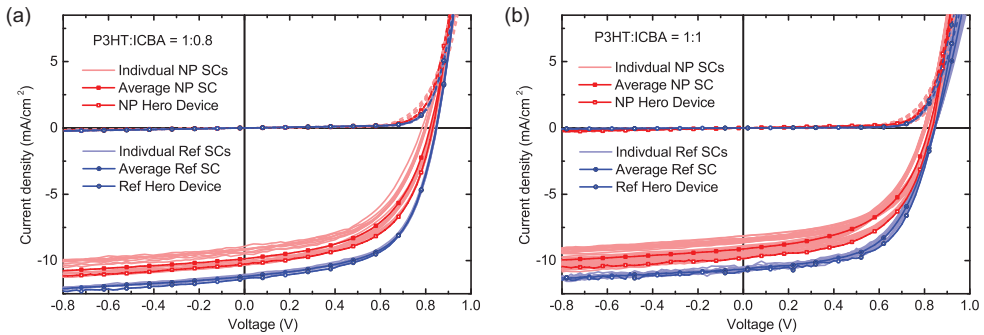 (a)
P3HT:ICBA = 1:0.8
Indivdual NP SCs
Average NP SC
NP Hero Device
Indivdual Ref SCs
Average Ref SC
Ref Hero Device
Current density (mA/cm²)
5
0
-5
-10
-0.8 -0.6 -0.4 -0.2 0.0 0.2 0.4 0.6 0.8 1.0
Voltage (V)
(b)
P3HT:ICBA = 1:1
Indivdual NP SCs
Average NP SC
NP Hero Device
Indivdual Ref SCs
Average Ref SC
Ref Hero Device
Current density (mA/cm²)
5
0
-5
-10
-0.8 -0.6 -0.4 -0.2 0.0 0.2 0.4 0.6 0.8 1.0
Voltage (V)